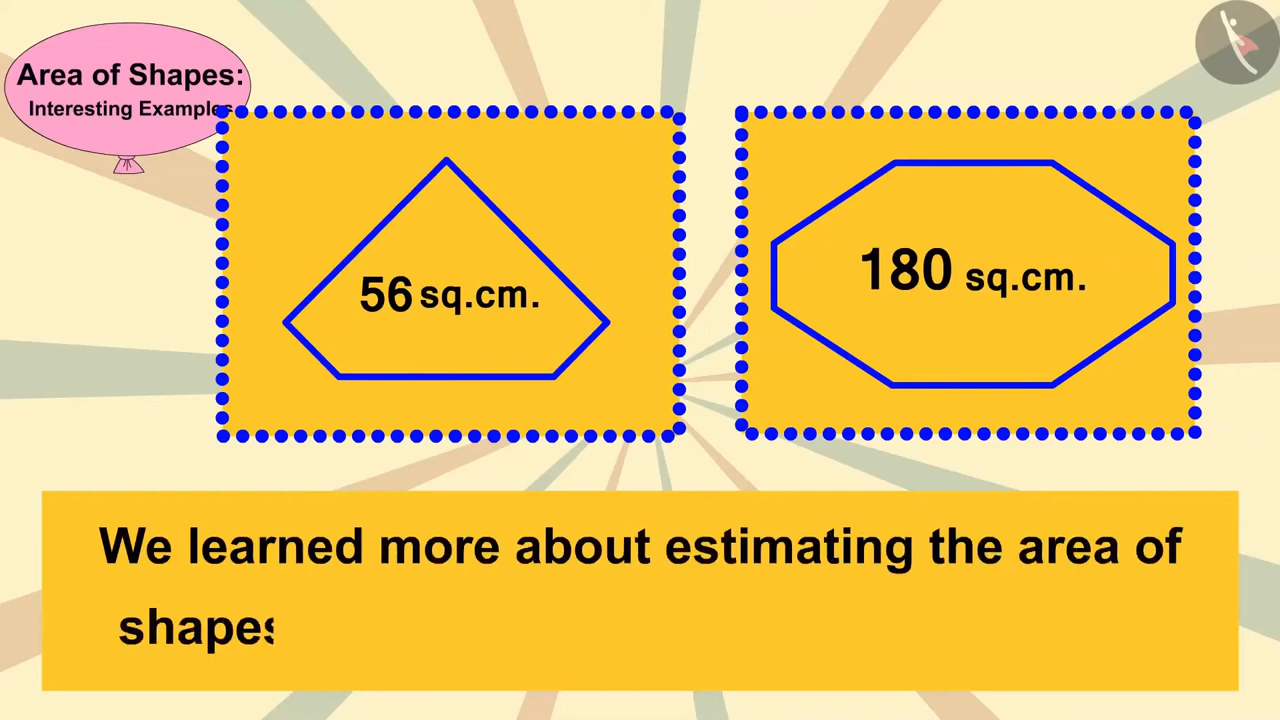 Area of Shapes:
Interesting Examples
56 sq.cm.
180 sq.cm.
We learned more about estimating the area of
shapes